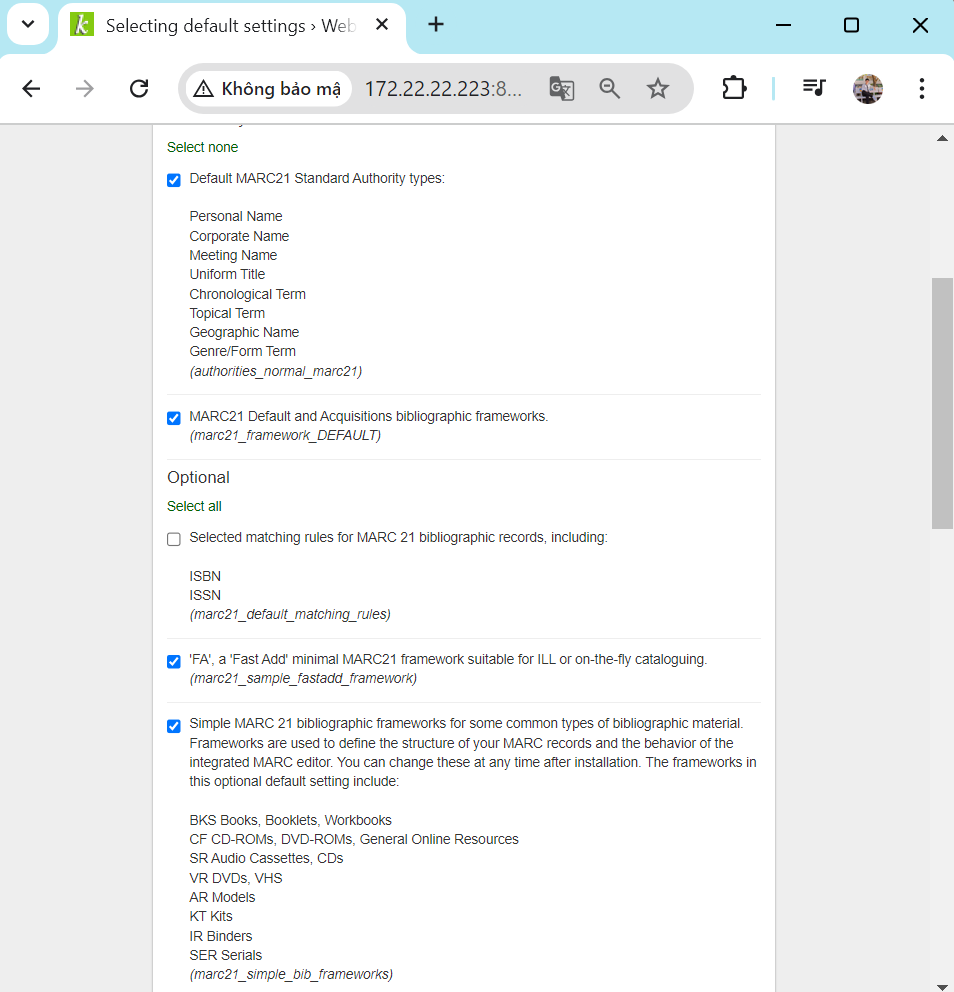 Selecting default settings › Web
Không bảo mậ
172.22.22.223:8...
Select none
Default MARC21 Standard Authority types:
Personal Name
Corporate Name
Meeting Name
Uniform Title
Chronological Term
Topical Term
Geographic Name
Genre/Form Term
(authorities_normal_marc21)
MARC21 Default and Acquisitions bibliographic frameworks.
(marc21_framework_DEFAULT)
Optional
Select all
Selected matching rules for MARC 21 bibliographic records, including:
ISBN
ISSN
(marc21_default_matching_rules)
'FA', a 'Fast Add' minimal MARC21 framework suitable for ILL or on-the-fly cataloguing.
(marc21_sample_fastadd_framework)
Simple MARC 21 bibliographic frameworks for some common types of bibliographic material.
Frameworks are used to define the structure of your MARC records and the behavior of the
integrated MARC editor. You can change these at any time after installation. The frameworks in
this optional default setting include:
BKS Books, Booklets, Workbooks
CF CD-ROMs, DVD-ROMs, General Online Resources
SR Audio Cassettes, CDs
VR DVDs, VHS
AR Models
KT Kits
IR Binders
SER Serials
(marc21_simple_bib_frameworks)